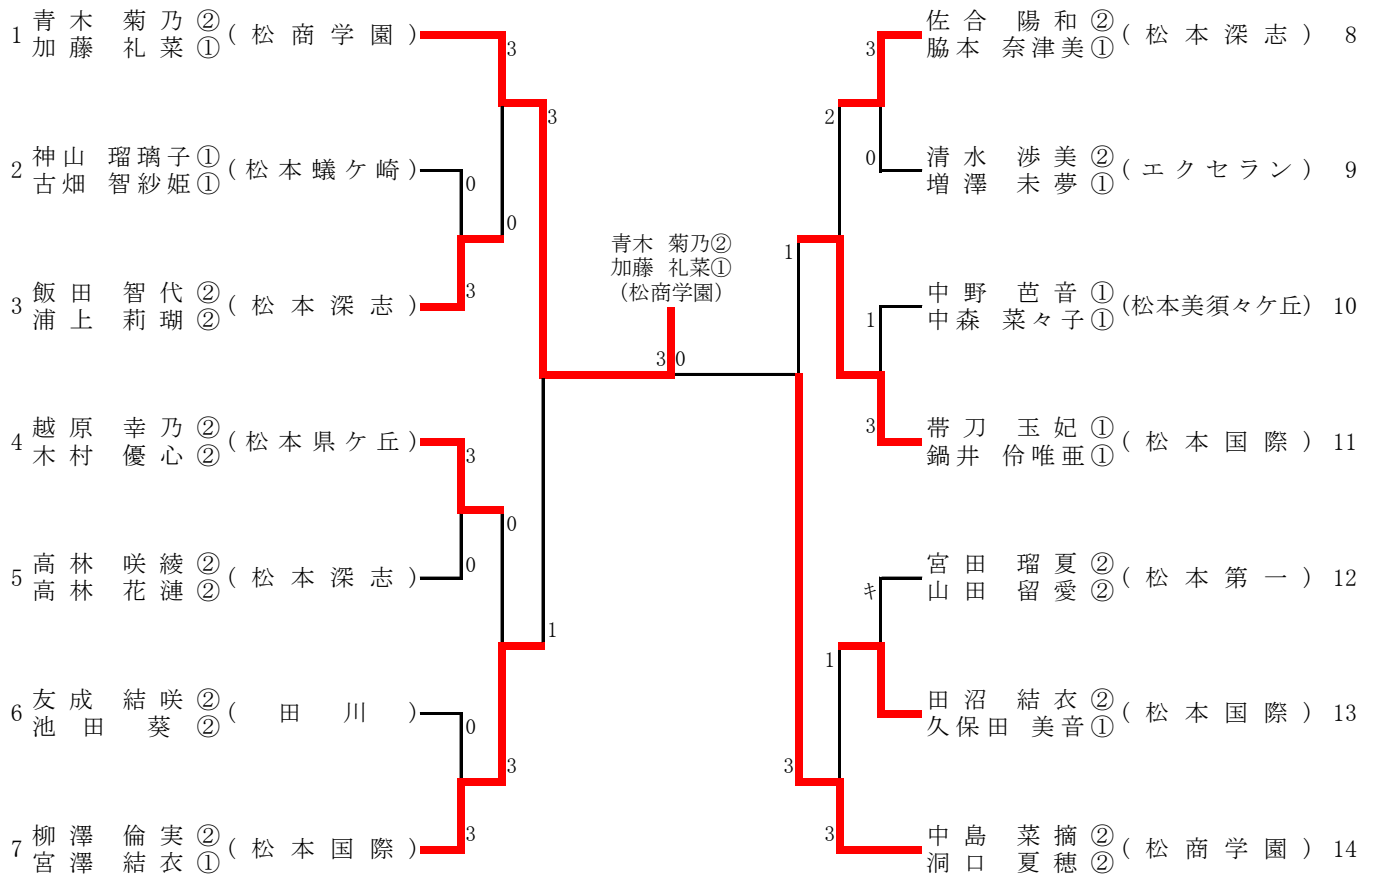 1 青木 菊乃② (松商学園)
加藤 礼菜①
3
3
2 神山 瑠璃子① (松本蟻ケ崎)
古畑 智紗姫①
0
0
3 飯田 智代② (松本深志)
浦上 莉瑚②
3
4 越原 幸乃② (松本県ケ丘)
木村 優心②
3
0
5 高林 咲綾② (松本深志)
高林 花漣②
0
1
6 友成 結咲② (田川)
池田 葵②
0
3
7 柳澤 倫実② (松本国際)
宮澤 結衣①
3
青木 菊乃②
加藤 礼菜①
(松商学園)
3 0
佐合 陽和② (松本深志) 8
脇本 奈津美①
3
2
清水 渉美② (エクセラン) 9
増澤 未夢①
0
1
中野 芭音① (松本美須々ケ丘) 10
中森 菜々子①
1
帯刀 玉妃① (松本国際) 11
鍋井 伶唯亜①
3
宮田 瑠夏② (松本第一) 12
山田 留愛②
キ
1
田沼 結衣② (松本国際) 13
久保田 美音①
3
中島 菜摘② (松商学園) 14
洞口 夏穂②
3